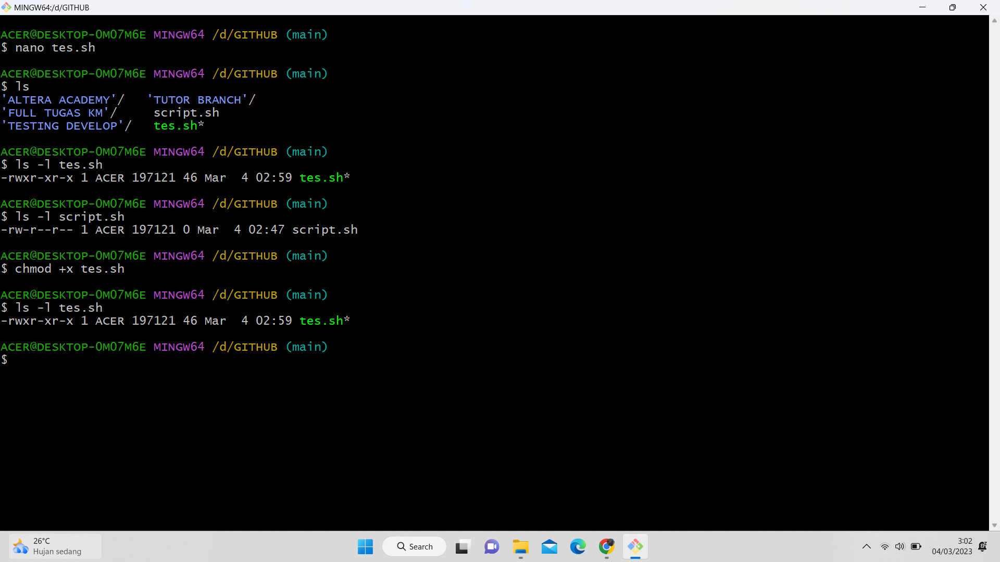 MINGW64:/d/GITHUB
ACER@DESKTOP-0M07M6E MINGW64 /d/GITHUB (main)
$ nano tes.sh
ACER@DESKTOP-0M07M6E MINGW64 /d/GITHUB (main)
$ ls
'ALTERA ACADEMY'/   'TUTOR BRANCH'/
'FULL TUGAS KM'/     script.sh
'TESTING DEVELOP'/   tes.sh*
ACER@DESKTOP-0M07M6E MINGW64 /d/GITHUB (main)
$ ls -l tes.sh
-rwxr-xr-x 1 ACER 197121 46 Mar  4 02:59 tes.sh*
ACER@DESKTOP-0M07M6E MINGW64 /d/GITHUB (main)
$ ls -l script.sh
-rw-r--r-- 1 ACER 197121 0 Mar  4 02:47 script.sh
ACER@DESKTOP-0M07M6E MINGW64 /d/GITHUB (main)
$ chmod +x tes.sh
ACER@DESKTOP-0M07M6E MINGW64 /d/GITHUB (main)
$ ls -l tes.sh
-rwxr-xr-x 1 ACER 197121 46 Mar  4 02:59 tes.sh*
ACER@DESKTOP-0M07M6E MINGW64 /d/GITHUB (main)
$
26°C
Hujan sedang
Search
3:02
04/03/2023